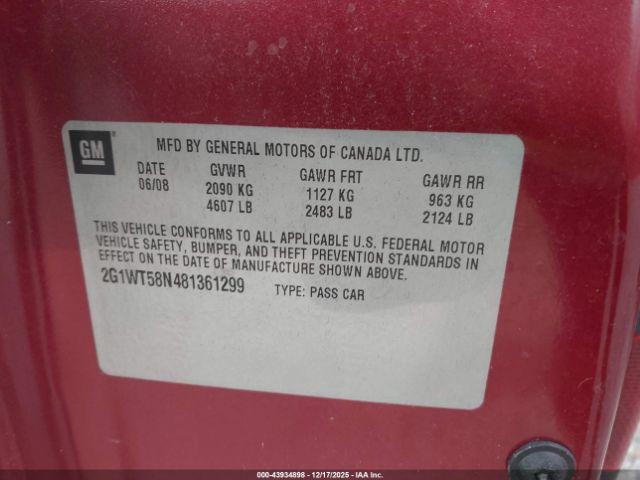 GM
MFD BY GENERAL MOTORS OF CANADA LTD.
DATE GVWR GAWR FRT GAWR RR
06/08 2090 KG 1127 KG 963 KG
4607 LB 2483 LB 2124 LB
THIS VEHICLE CONFORMS TO ALL APPLICABLE U.S. FEDERAL MOTOR
VEHICLE SAFETY, BUMPER, AND THEFT PREVENTION STANDARDS IN
EFFECT ON THE DATE OF MANUFACTURE SHOWN ABOVE.
2G1WT58N481361299 TYPE: PASS CAR
000-43934898 - 12/17/2025 - IAA Inc.